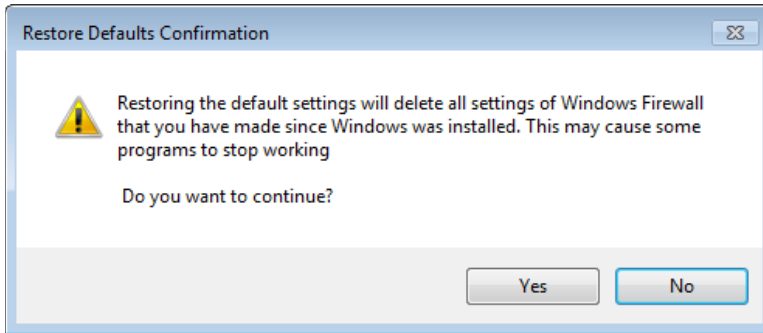 Restore Defaults Confirmation
Restoring the default settings will delete all settings of Windows Firewall
that you have made since Windows was installed. This may cause some
programs to stop working
Do you want to continue?
Yes
No